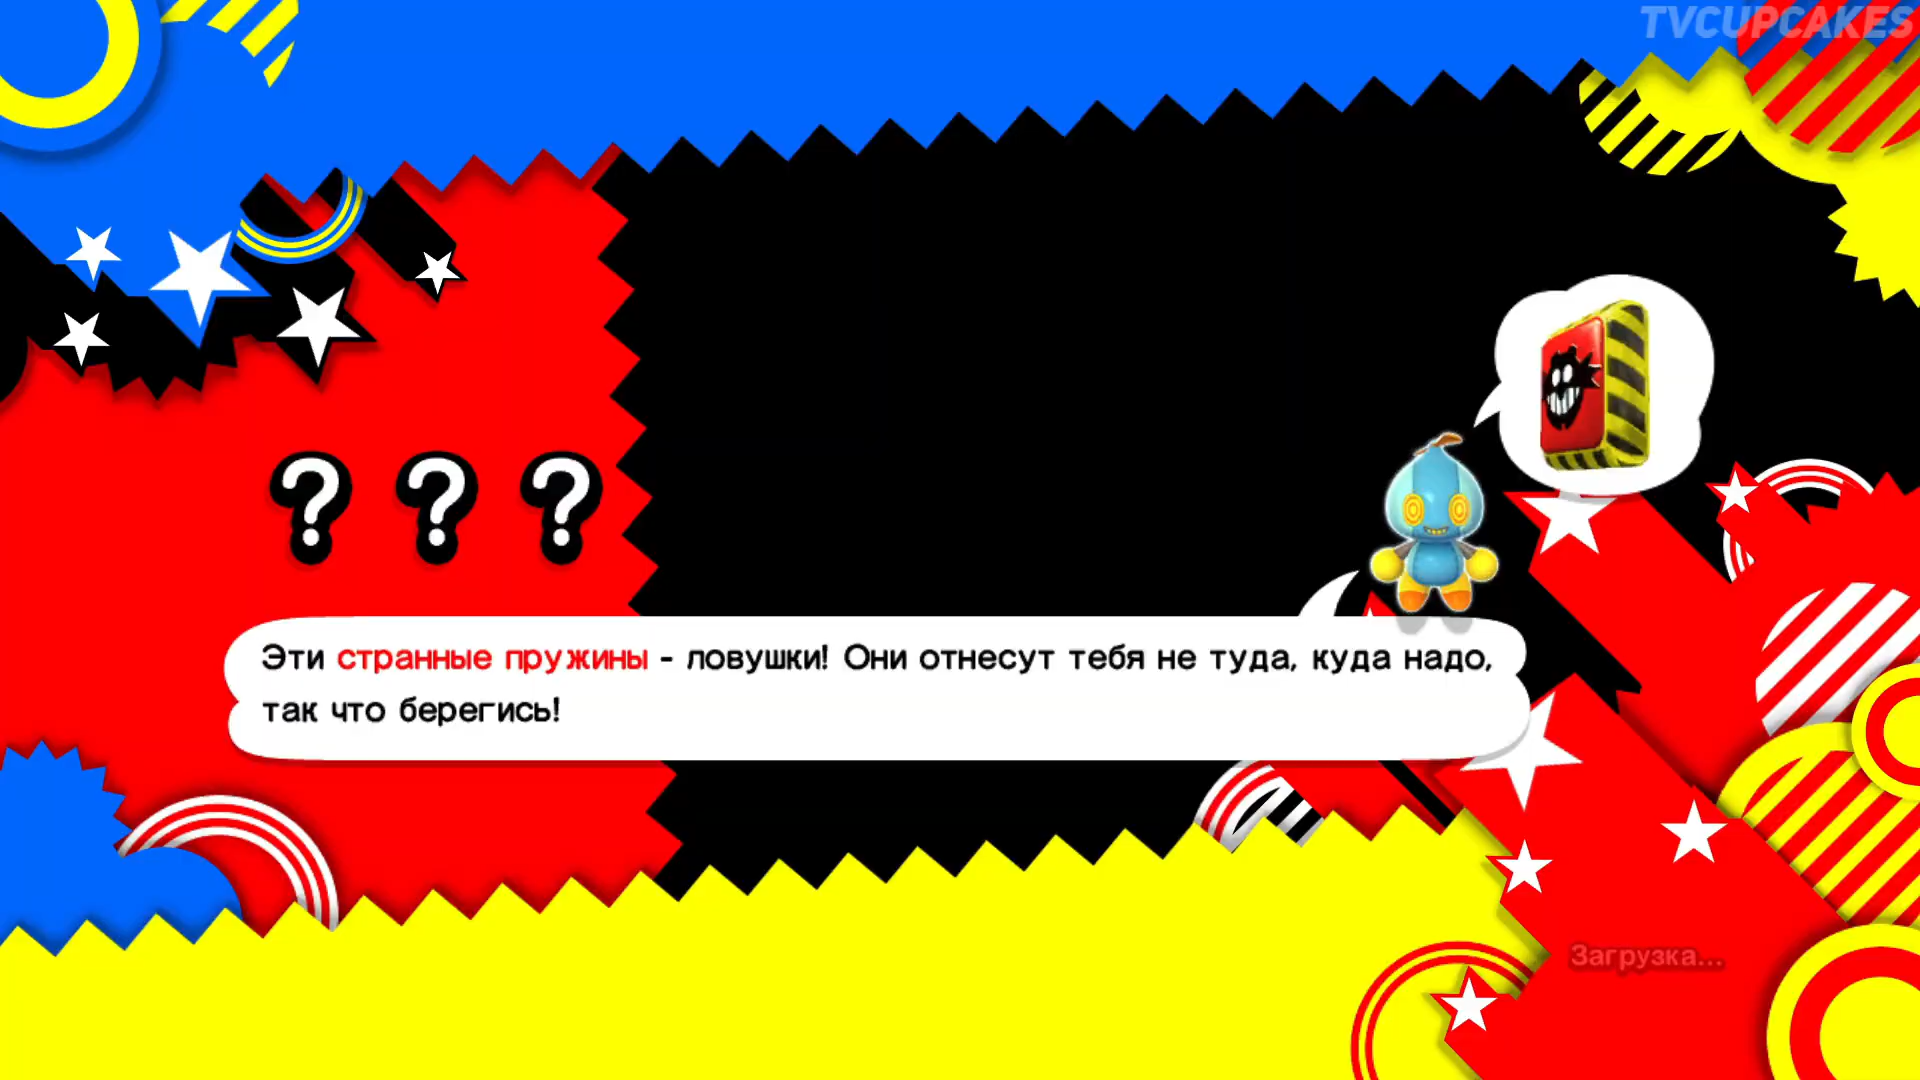 TVCUPCAKES
? ? ?
Эти странные пружины - ловушки! Они отнесут тебя не туда, куда надо,
так что берегись!
Загрузка...